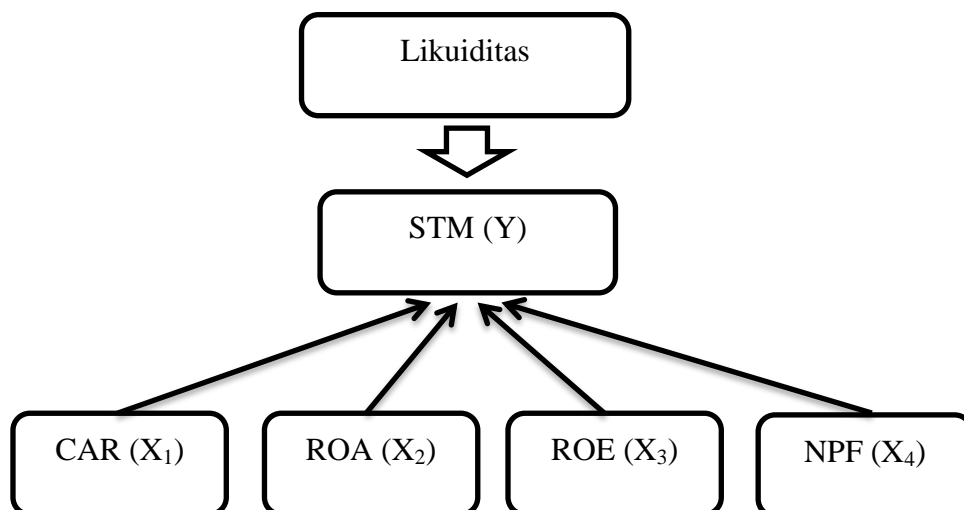 Likuiditas
STM (Y)
CAR (X₁)
ROA (X₂)
ROE (X₃)
NPF (X₄)